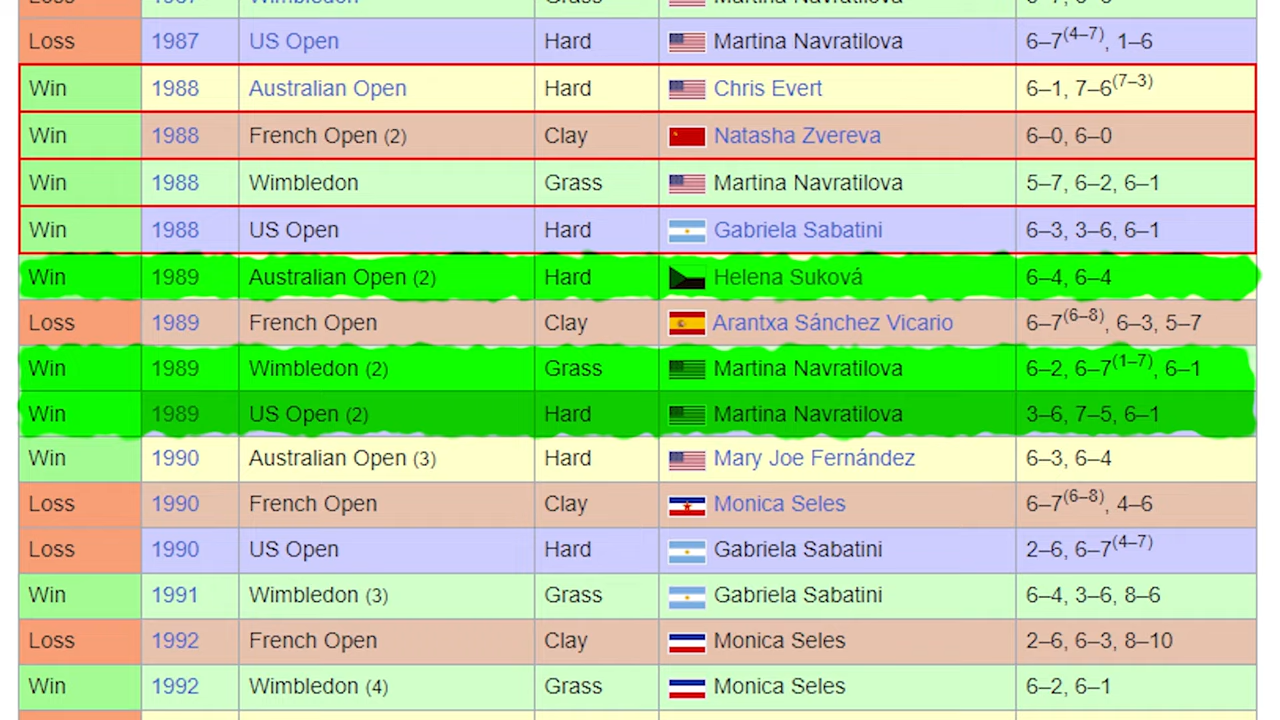 Loss 1987 Wimbledon Grass Martina Navratilova
Loss 1987 US Open Hard Martina Navratilova 6–7(4–7), 1–6
Win 1988 Australian Open Hard Chris Evert 6–1, 7–6(7–3)
Win 1988 French Open (2) Clay Natasha Zvereva 6–0, 6–0
Win 1988 Wimbledon Grass Martina Navratilova 5–7, 6–2, 6–1
Win 1988 US Open Hard Gabriela Sabatini 6–3, 3–6, 6–1
Win 1989 Australian Open (2) Hard Helena Suková 6–4, 6–4
Loss 1989 French Open Clay Arantxa Sánchez Vicario 6–7(6–8), 6–3, 5–7
Win 1989 Wimbledon (2) Grass Martina Navratilova 6–2, 6–7(1–7), 6–1
Win 1989 US Open (2) Hard Martina Navratilova 3–6, 7–5, 6–1
Win 1990 Australian Open (3) Hard Mary Joe Fernández 6–3, 6–4
Loss 1990 French Open Clay Monica Seles 6–7(6–8), 4–6
Loss 1990 US Open Hard Gabriela Sabatini 2–6, 6–7(4–7)
Win 1991 Wimbledon (3) Grass Gabriela Sabatini 6–4, 3–6, 8–6
Loss 1992 French Open Clay Monica Seles 2–6, 6–3, 8–10
Win 1992 Wimbledon (4) Grass Monica Seles 6–2, 6–1